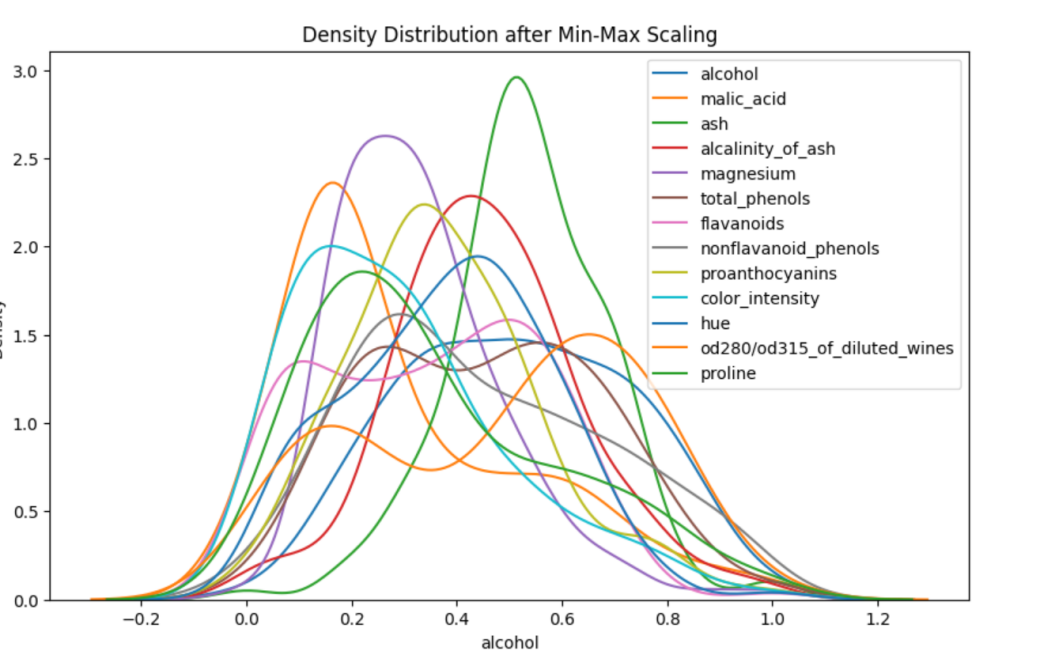 Density Distribution after Min-Max Scaling
3.0
2.5
2.0
1.5
1.0
0.5
0.0
Density
−0.2
0.0
0.2
0.4
0.6
0.8
1.0
1.2
alcohol
alcohol
malic_acid
ash
alcalinity_of_ash
magnesium
total_phenols
flavanoids
nonflavanoid_phenols
proanthocyanins
color_intensity
hue
od280/od315_of_diluted_wines
proline